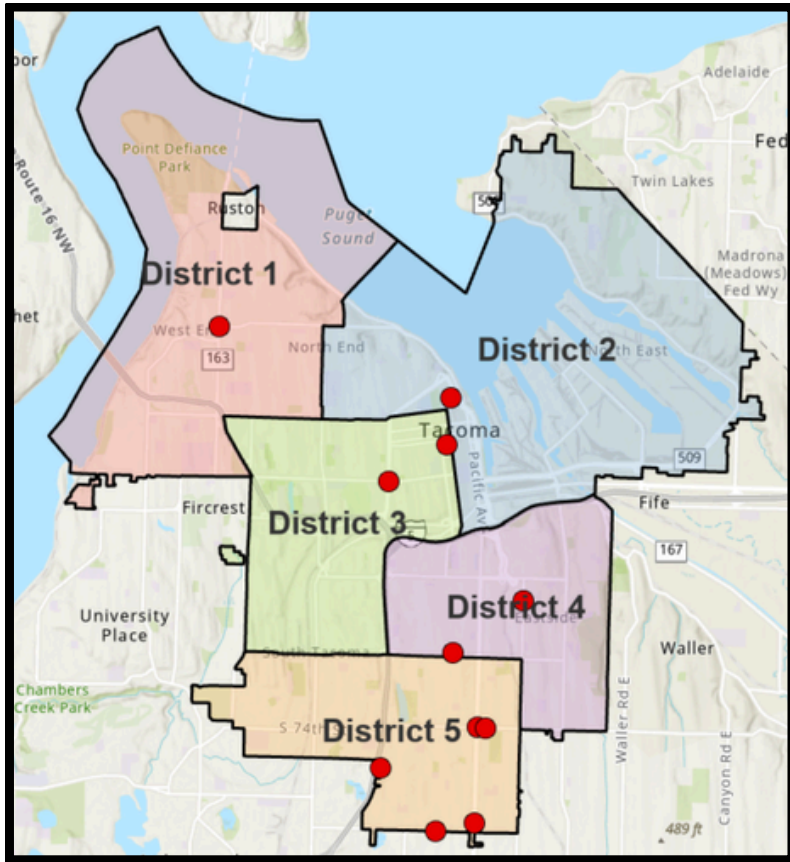 oor
Adelaide
Fed
Point Defiance
Park
Twin Lakes
Route 16 NW
Ruston
509
Puget
Sound
Madrona
(Meadows)
Fed Wy
District 1
het
West End
North End
District 2
North East
163
Tacoma
Pacific Ave
509
Fircrest
Fife
District 3
167
University
Place
District 4
Eastside
Waller
South Tacoma
Chambers
Creek Park
S 74th
District 5
Waller Rd E
Canyon Rd E
489 ft